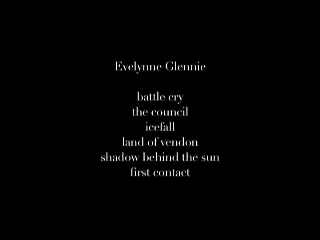 Evelynne Glennie
battle cry
the council
icefall
land of vendon
shadow behind the sun
first contact